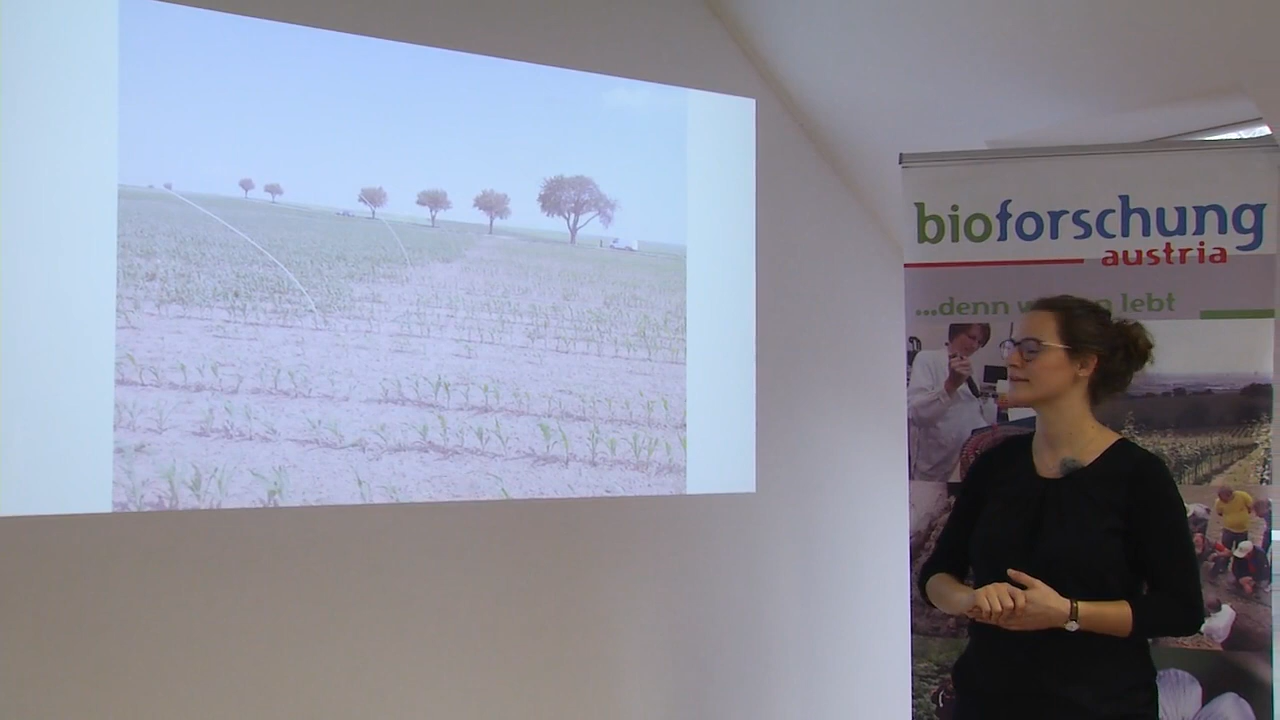 bioforschung
austria
...denn lebt